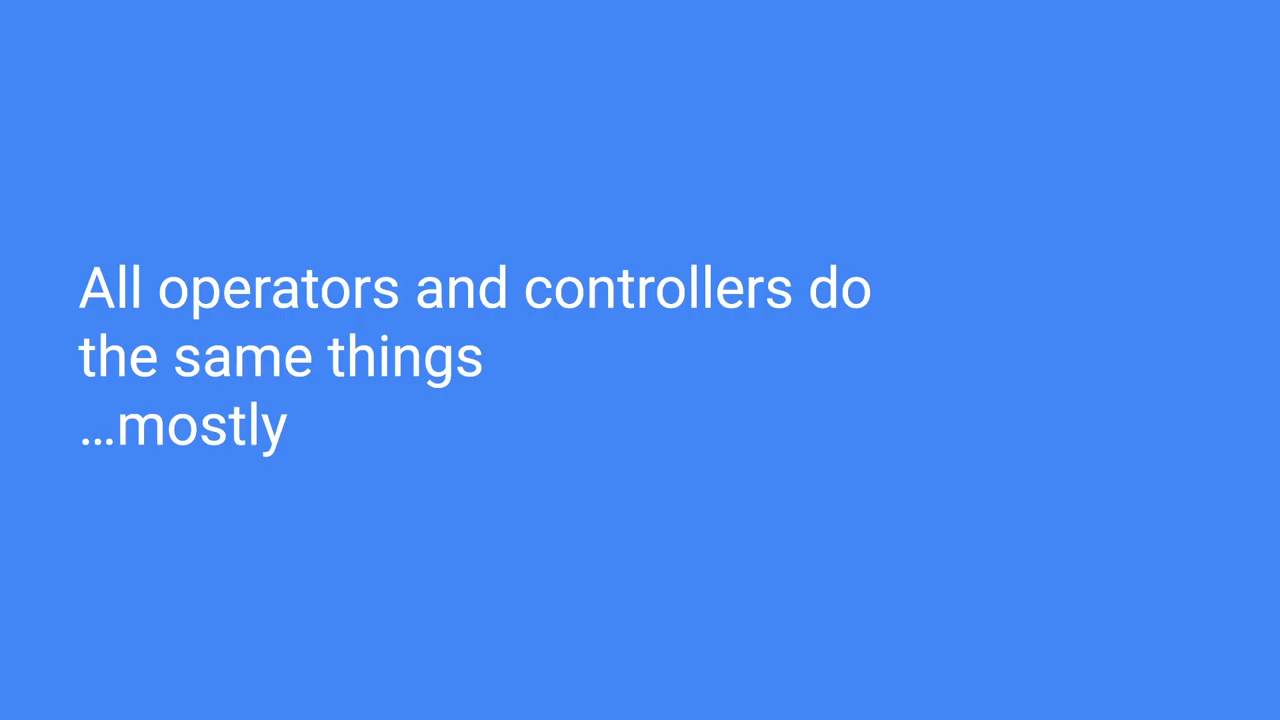 All operators and controllers do
the same things
…mostly